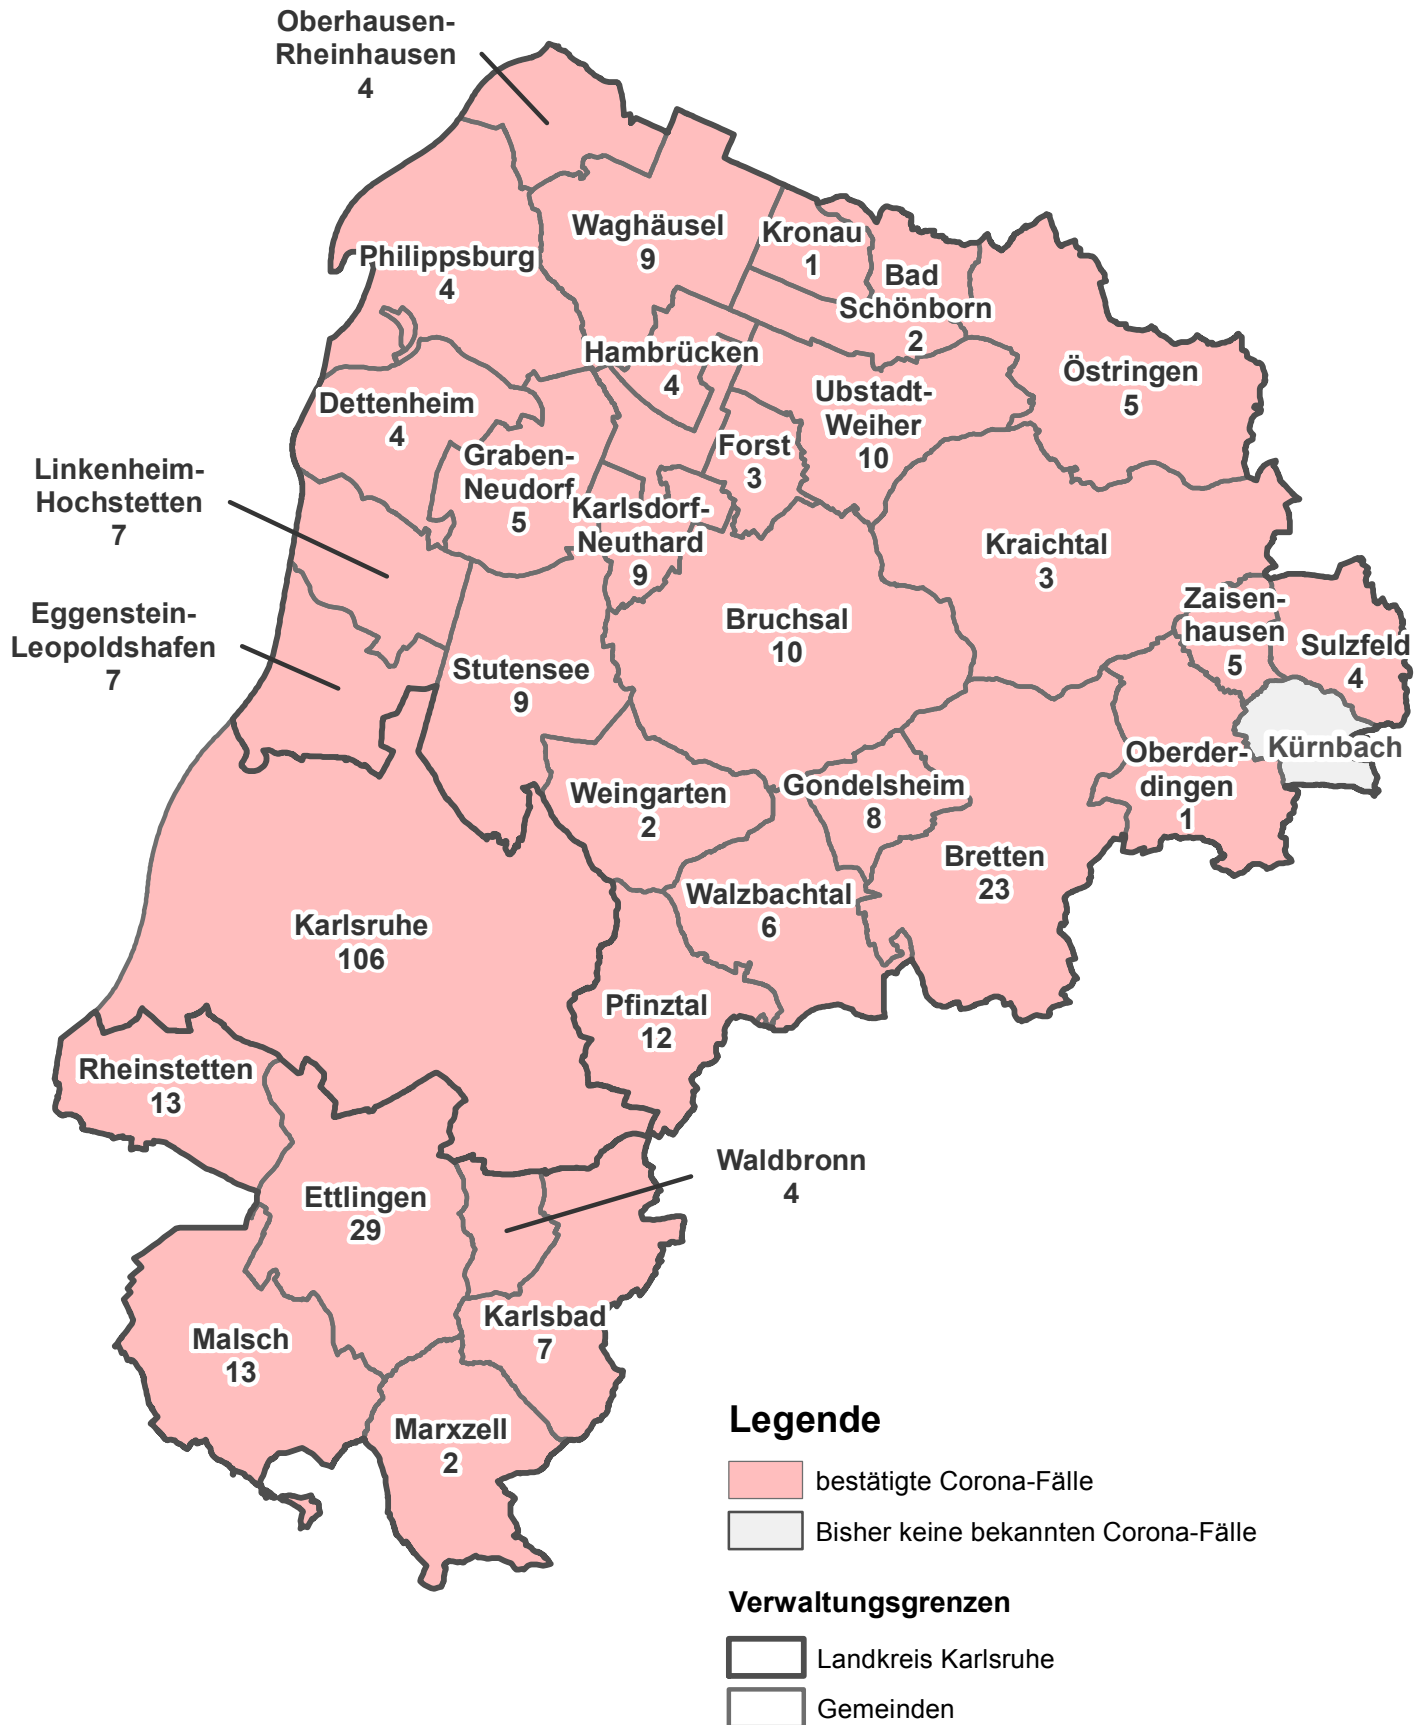 Oberhausen-
Rheinhausen
4
Waghäusel
9
Kronau
1
Philippsburg
4
Bad
Schönborn
2
Hambrücken
4
Östringen
5
Dettenheim
4
Ubstadt-
Weiher
10
Forst
3
Graben-
Neudorf
5
Linkenheim-
Hochstetten
7
Karlsdorf-
Neuthard
9
Kraichtal
3
Zaisen-
hausen
5
Sulzfeld
4
Eggenstein-
Leopoldshafen
7
Bruchsal
10
Stutensee
9
Kürnbach
Oberder-
dingen
1
Weingarten
2
Gondelsheim
8
Bretten
23
Walzbachtal
6
Karlsruhe
106
Pfinztal
12
Rheinstetten
13
Waldbronn
4
Ettlingen
29
Karlsbad
7
Malsch
13
Marxzell
2
Legende
bestätigte Corona-Fälle
Bisher keine bekannten Corona-Fälle
Verwaltungsgrenzen
Landkreis Karlsruhe
Gemeinden